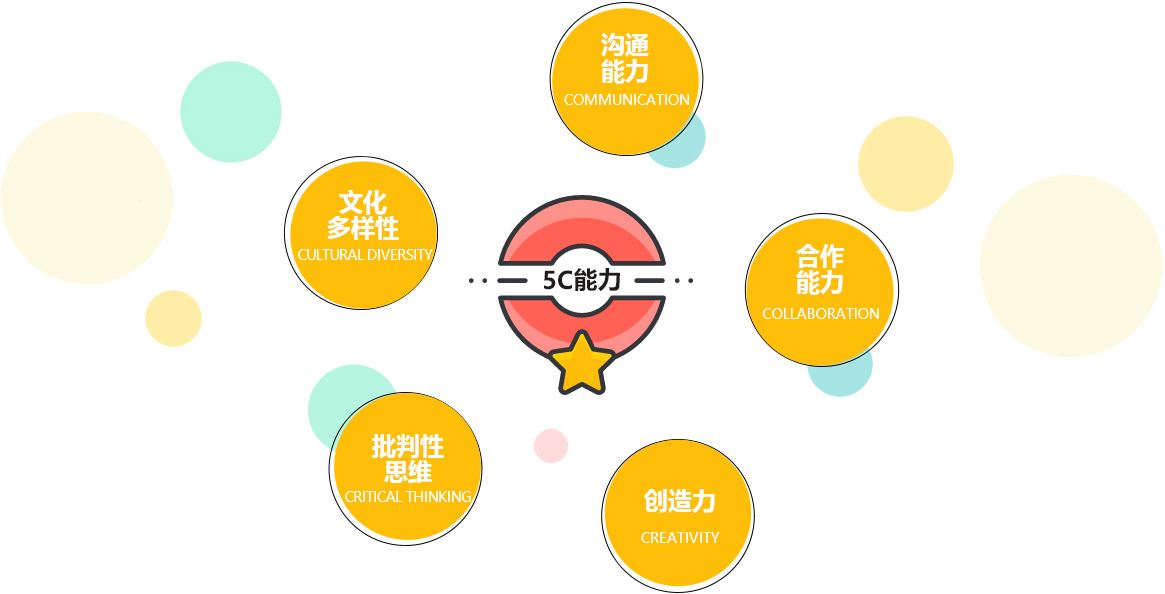 沟通
能力
COMMUNICATION
文化
多样性
CULTURAL DIVERSITY
5C能力
合作
能力
COLLABORATION
批判性
思维
CRITICAL THINKING
创造力
CREATIVITY